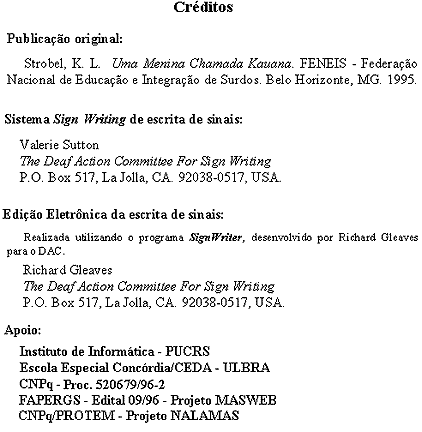 Créditos
Publicação original:
Strobel, K. L. Uma Menina Chamada Kauana. FENEIS - Federação
Nacional de Educação e Integração de Surdos. Belo Horizonte, MG. 1995.
Sistema Sign Writing de escrita de sinais:
Valerie Sutton
The Deaf Action Committee For Sign Writing
P.O. Box 517, La Jolla, CA. 92038-0517, USA.
Edição Eletrônica da escrita de sinais:
Realizada utilizando o programa SignWriter, desenvolvido por Richard Gleaves
para o DAC.
Richard Gleaves
The Deaf Action Committee For Sign Writing
P.O. Box 517, La Jolla, CA. 92038-0517, USA.
Apoio:
Instituto de Informática - PUCRS
Escola Especial Concórdia/CEDA - ULBRA
CNPq - Proc. 520679/96-2
FAPERGS - Edital 09/96 - Projeto MASWEB
CNPq/PROTEM - Projeto NALAMAS